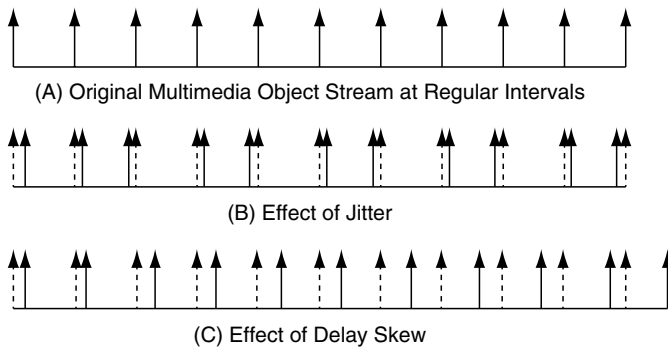 (A) Original Multimedia Object Stream at Regular Intervals
(B) Effect of Jitter
(C) Effect of Delay Skew